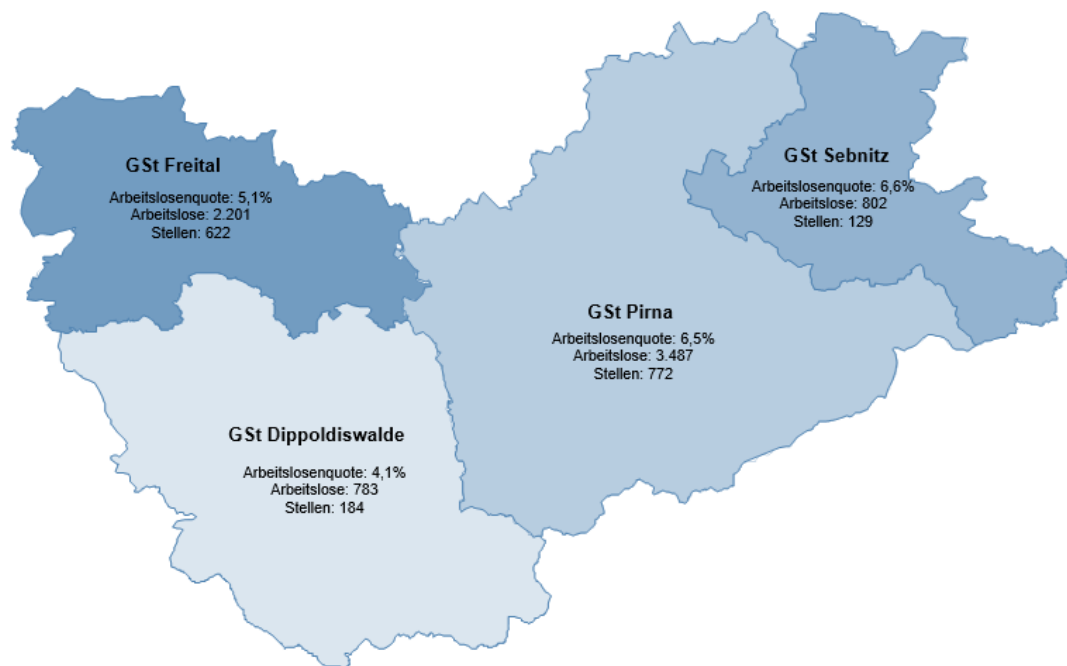 GSt Freital
Arbeitslosenquote: 5,1%
Arbeitslose: 2.201
Stellen: 622
GSt Sebnitz
Arbeitslosenquote: 6,6%
Arbeitslose: 802
Stellen: 129
GSt Pirna
Arbeitslosenquote: 6,5%
Arbeitslose: 3.487
Stellen: 772
GSt Dippoldiswalde
Arbeitslosenquote: 4,1%
Arbeitslose: 783
Stellen: 184